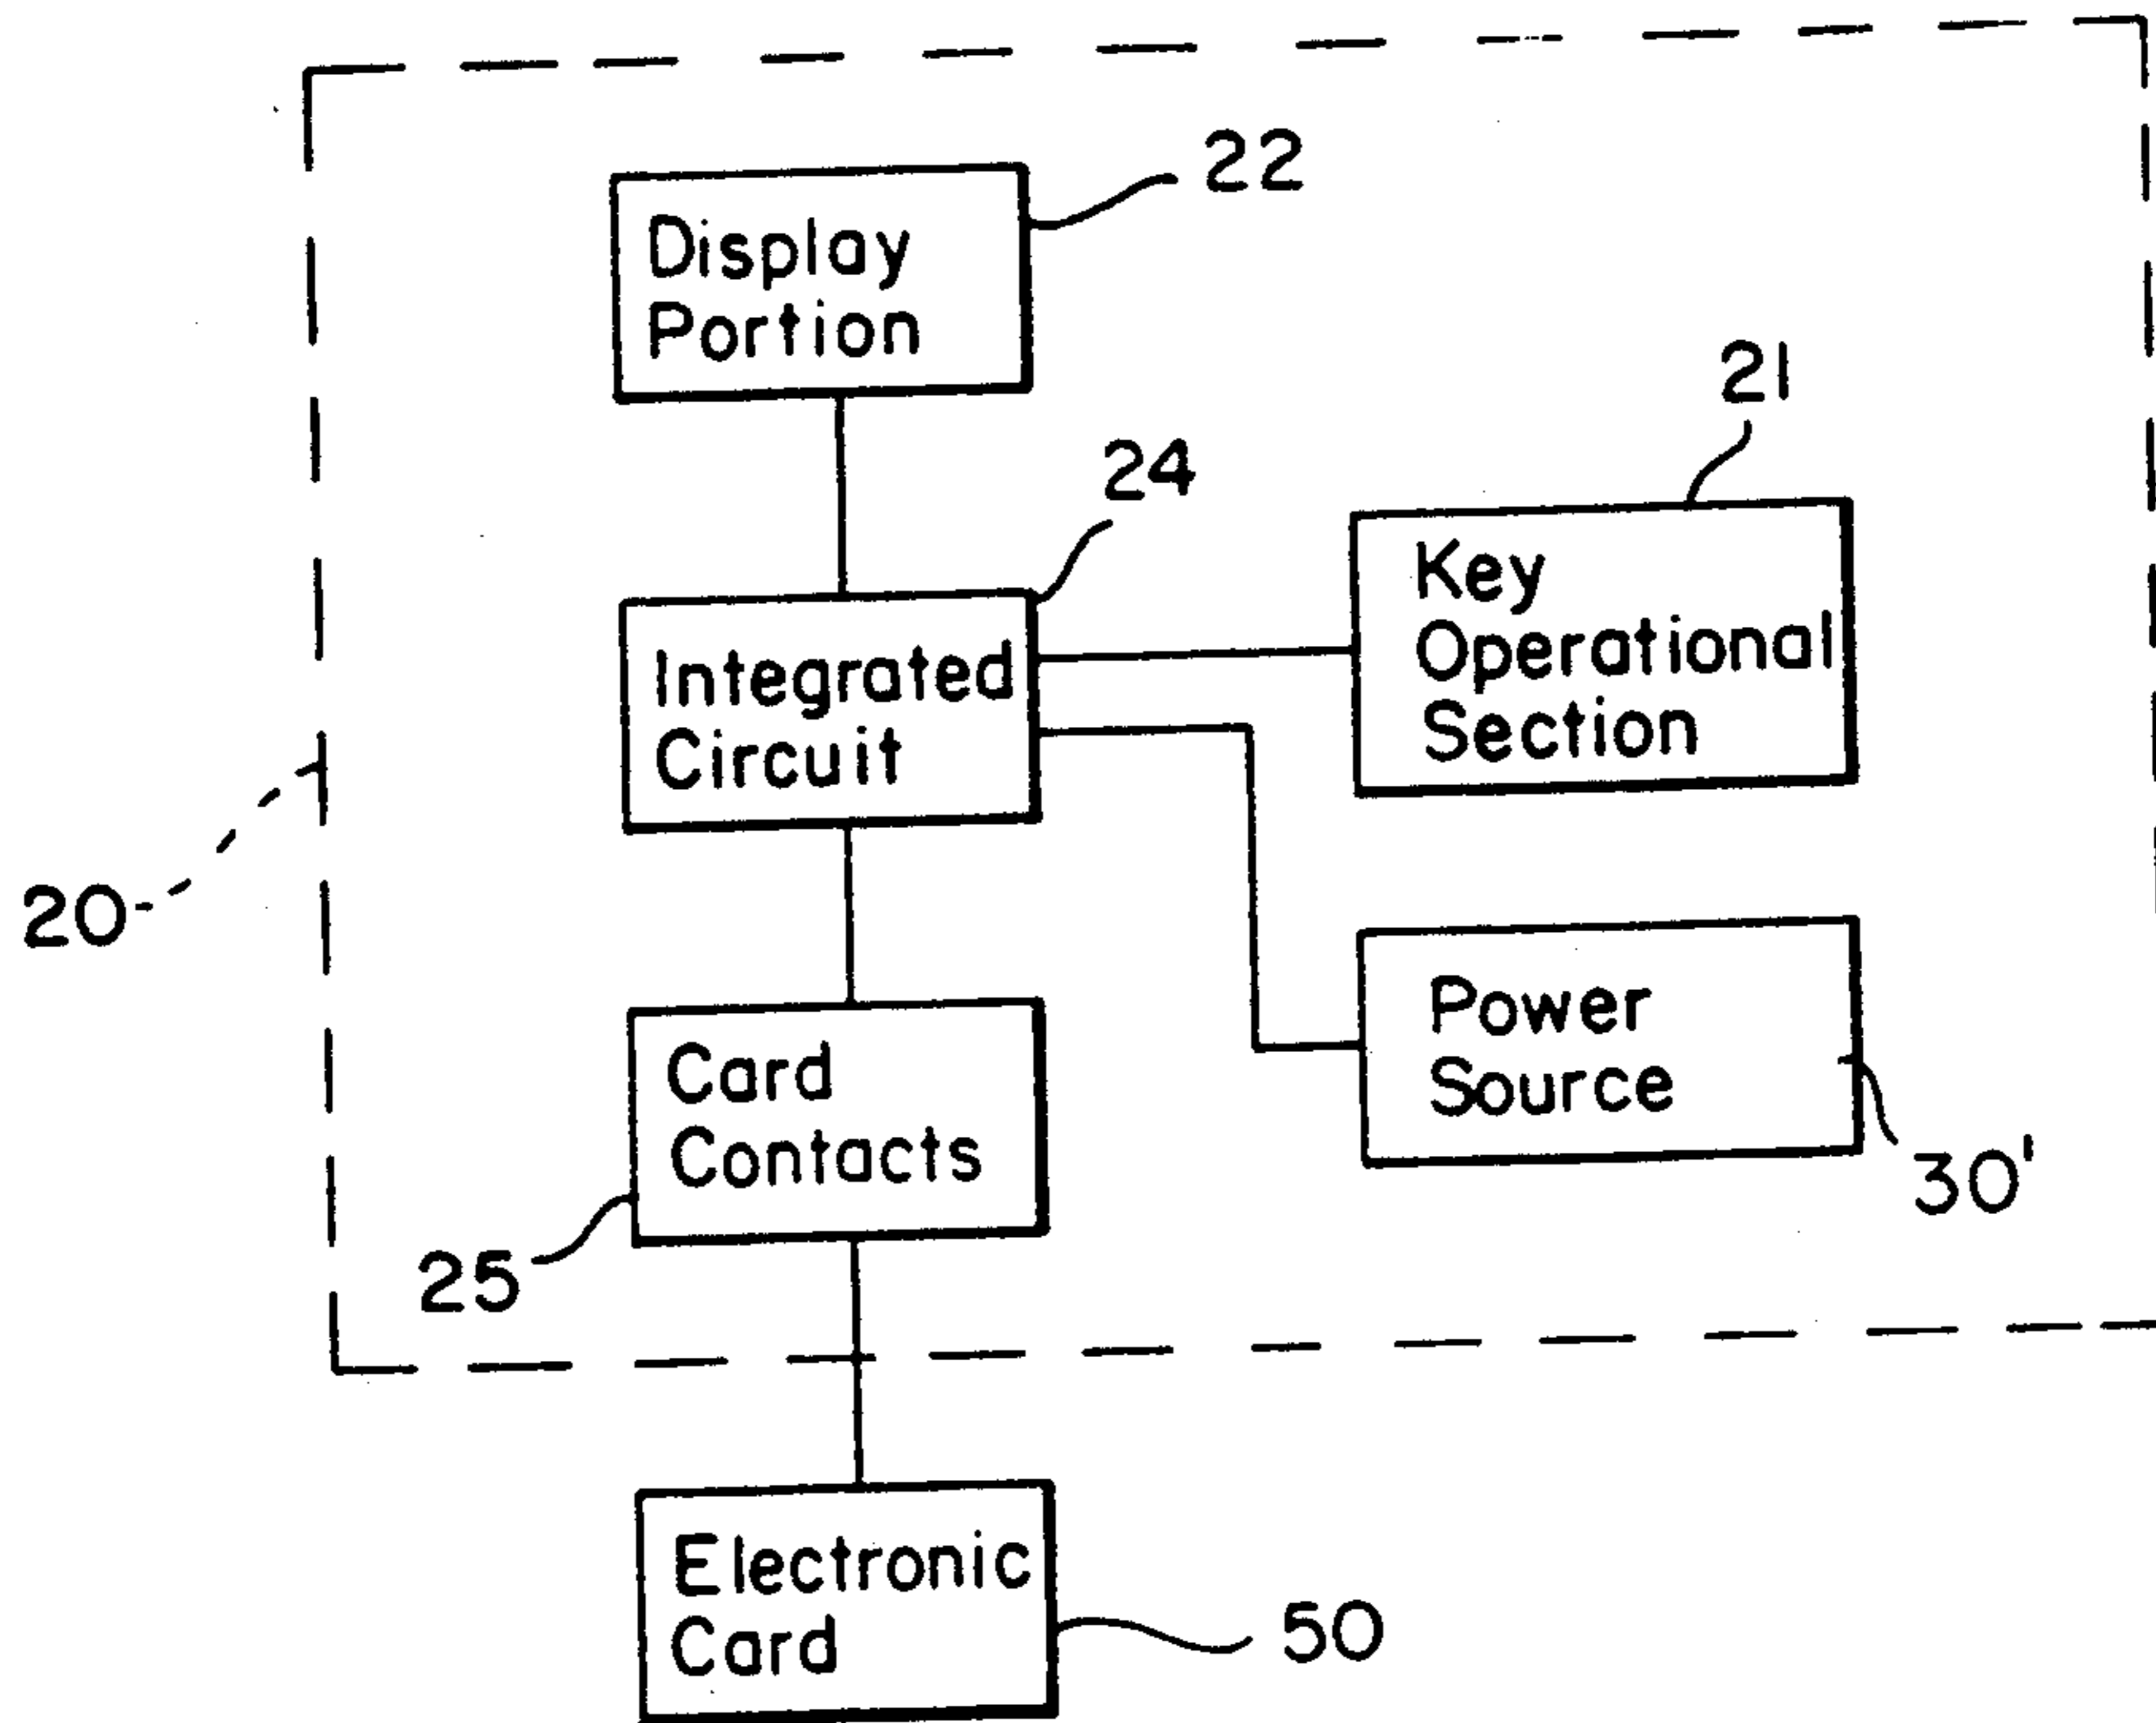 22
Display
Portion
21
24
Key
Operational
Section
Integrated
Circuit
20
Power
Source
30'
Card
Contacts
25
Electronic
Card
50